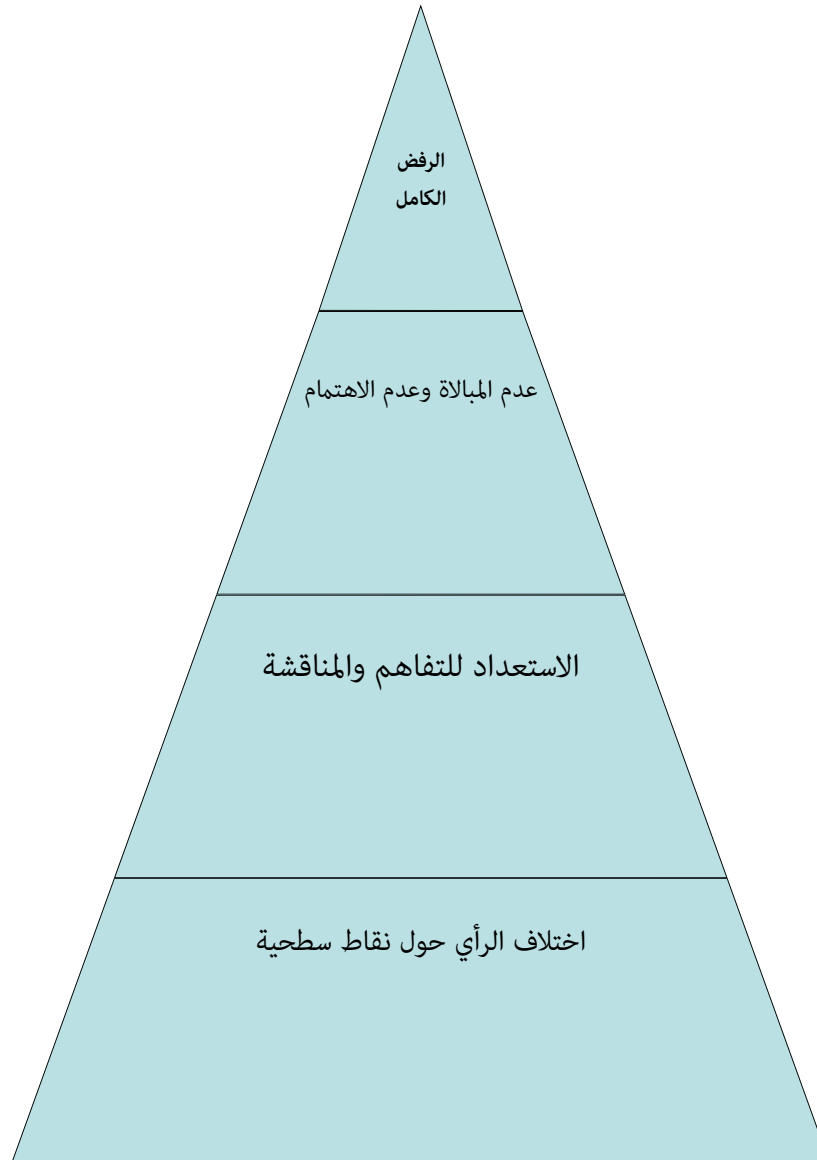 الرفض
الكامل
عدم المبالاة وعدم الاهتمام
الاستعداد للتفاهم والمناقشة
اختلاف الرأي حول نقاط سطحية